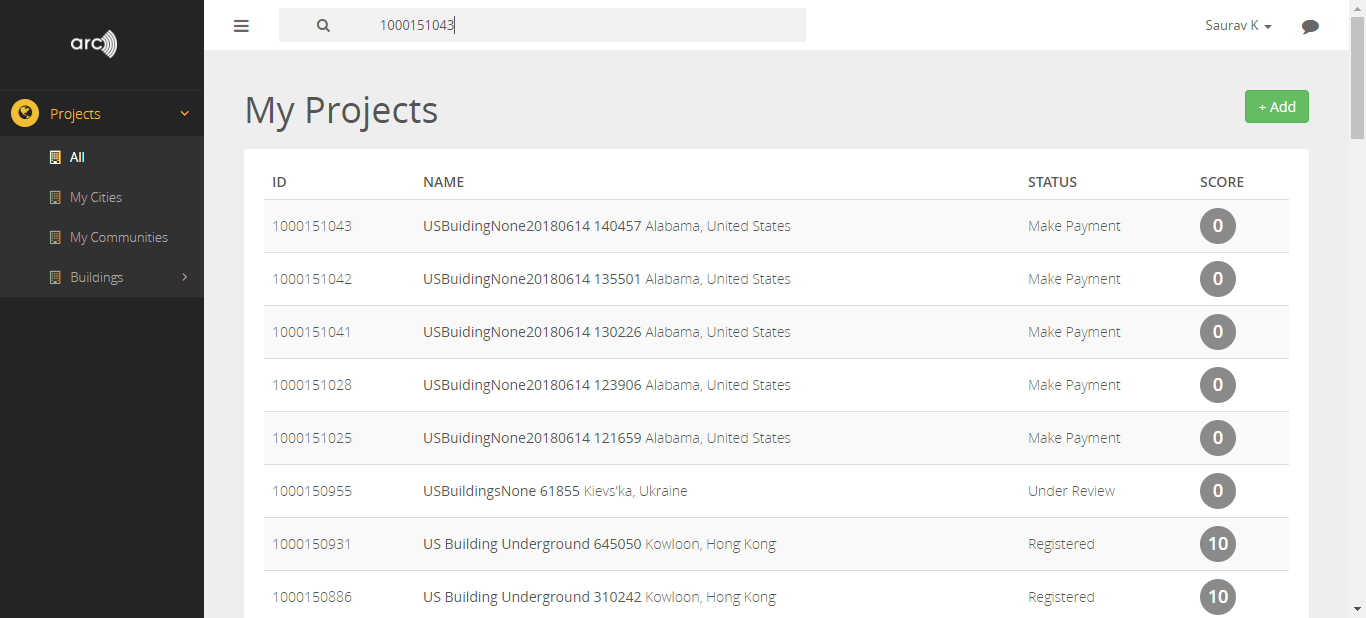 arc
1000151043
Saurav K
Projects
All
My Cities
My Communities
Buildings
My Projects
+ Add
ID NAME STATUS SCORE
1000151043 USBuidingNone20180614 140457 Alabama, United States Make Payment 0
1000151042 USBuidingNone20180614 135501 Alabama, United States Make Payment 0
1000151041 USBuidingNone20180614 130226 Alabama, United States Make Payment 0
1000151028 USBuidingNone20180614 123906 Alabama, United States Make Payment 0
1000151025 USBuidingNone20180614 121659 Alabama, United States Make Payment 0
1000150955 USBuildingsNone 61855 Kievs'ka, Ukraine Under Review 0
1000150931 US Building Underground 645050 Kowloon, Hong Kong Registered 10
1000150886 US Building Underground 310242 Kowloon, Hong Kong Registered 10